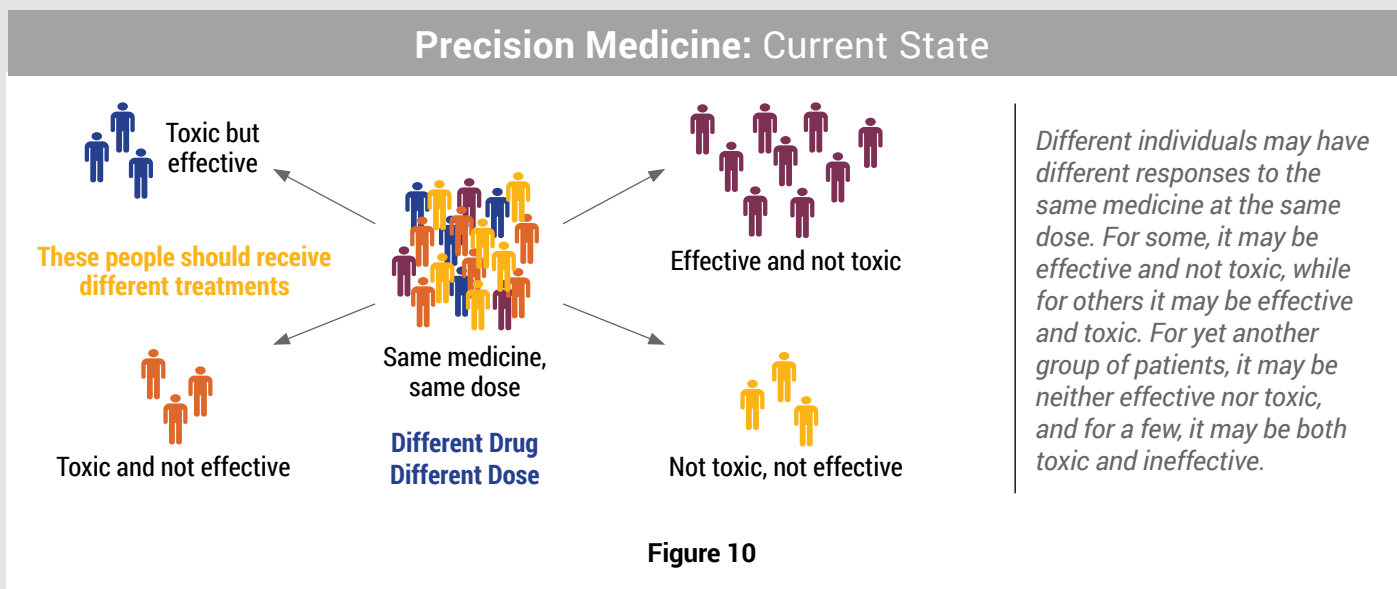 Precision Medicine: Current State
Toxic but
effective
These people should receive
different treatments
Toxic and not effective
Same medicine,
same dose
Different Drug
Different Dose
Effective and not toxic
Not toxic, not effective
Different individuals may have
different responses to the
same medicine at the same
dose. For some, it may be
effective and not toxic, while
for others it may be effective
and toxic. For yet another
group of patients, it may be
neither effective nor toxic,
and for a few, it may be both
toxic and ineffective.
Figure 10